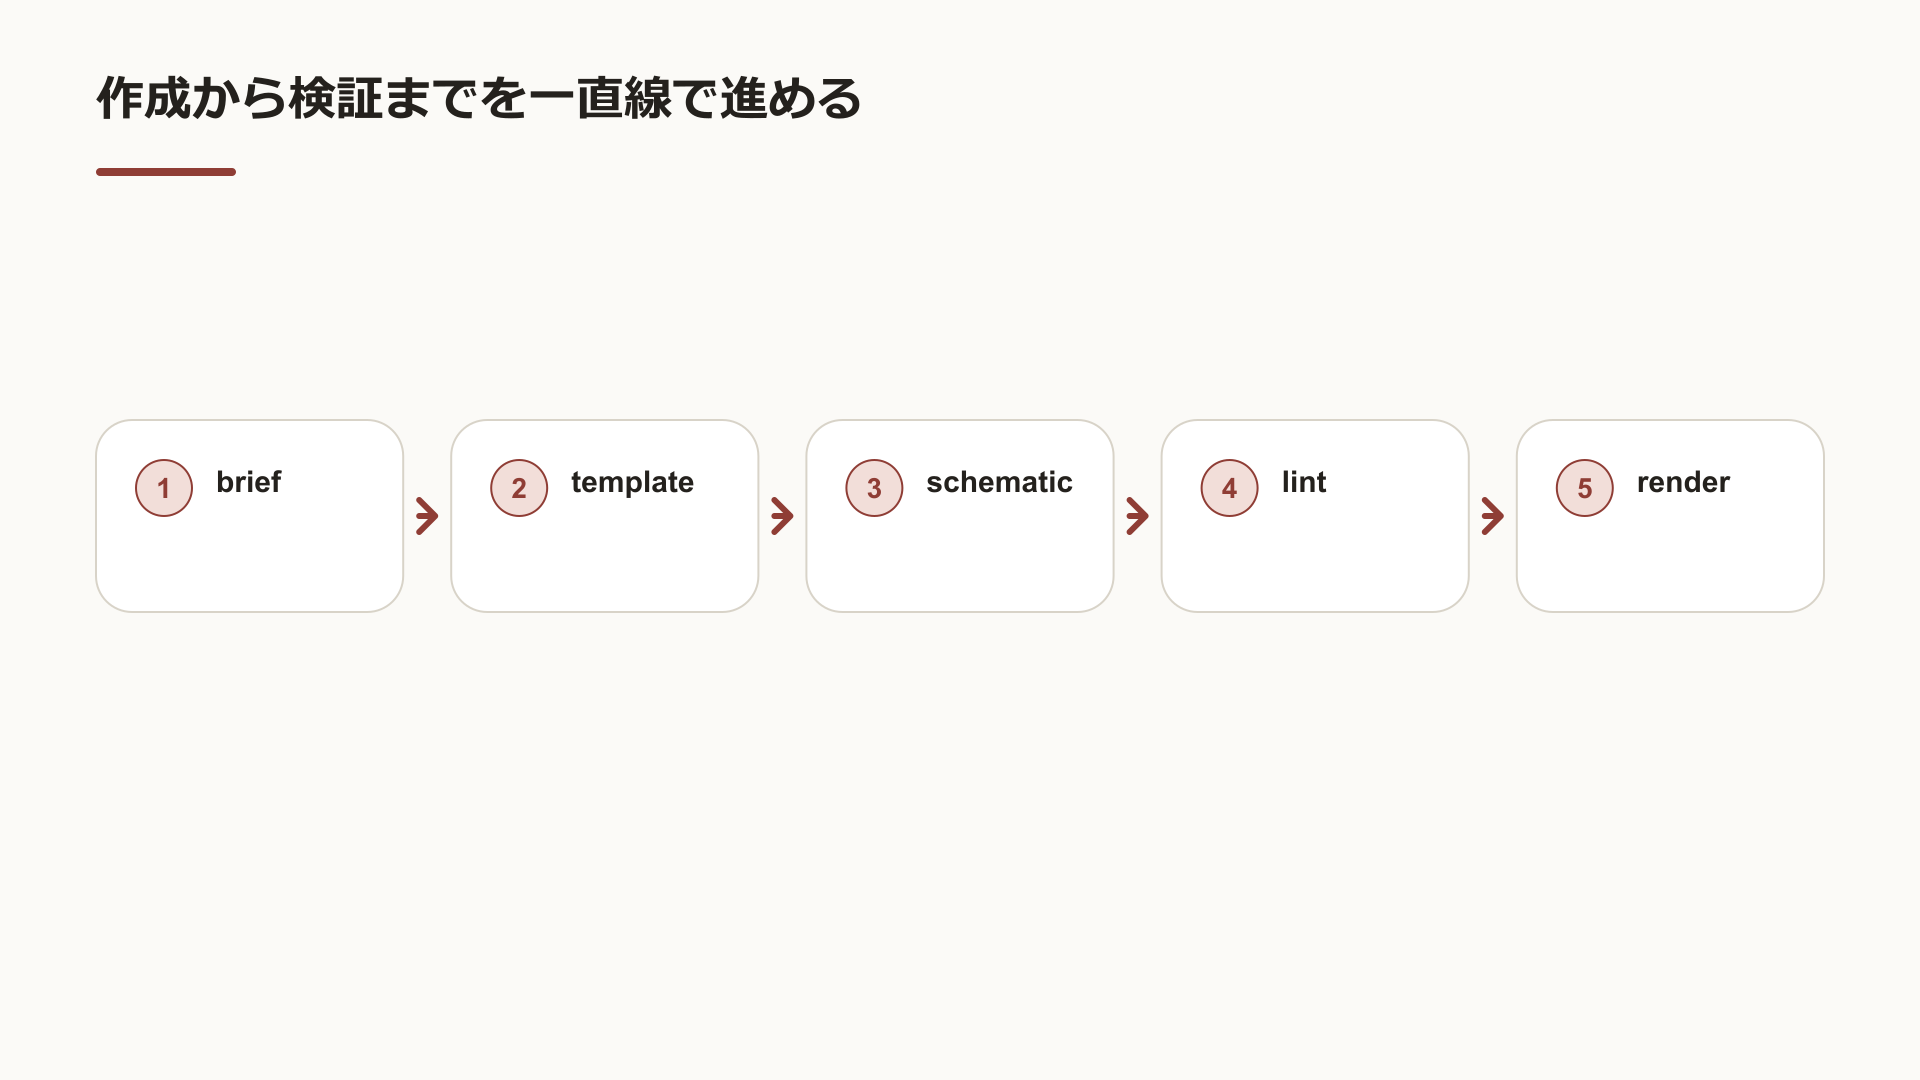 作成から検証までを一直線で進める
1 brief
2 template
3 schematic
4 lint
5 render